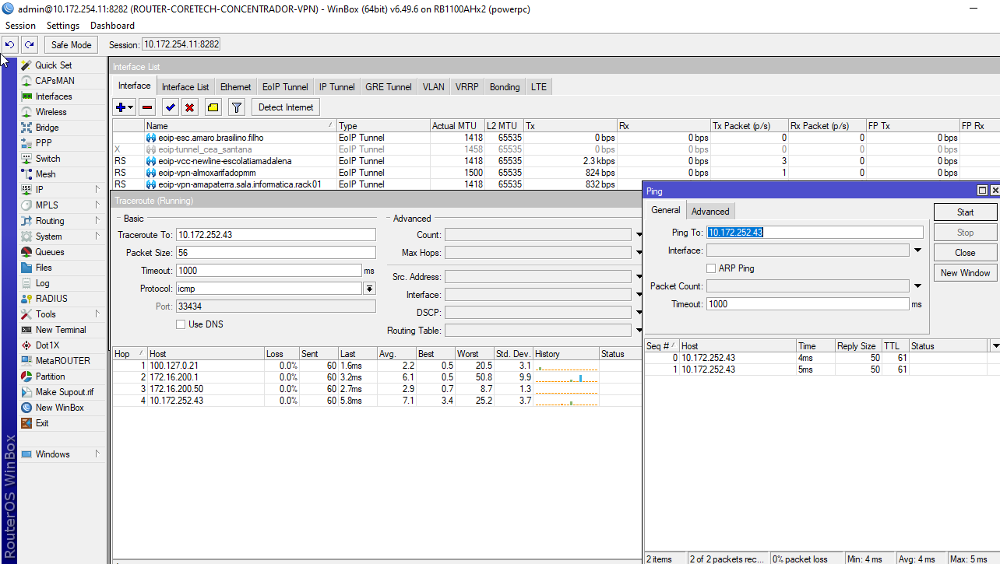 admin@10.172.254.11:8282 (ROUTER-CORETECH-CONCENTRADOR-VPN) - WinBox (64bit) v6.49.6 on RB1100AHx2 (powerpc)
Session Settings Dashboard
Safe Mode Session: 10.172.254.11:8282
Quick Set
CAPsMAN
Interfaces
Wireless
Bridge
PPP
Switch
Mesh
IP
MPLS
Routing
System
Queues
Files
Log
RADIUS
Tools
New Terminal
Dot1X
MetaROUTER
Partition
Make Supout.rif
New WinBox
Exit
Windows
RouterOS WinBox
Interface List
Interface Interface List Ethernet EoIP Tunnel IP Tunnel GRE Tunnel VLAN VRRP Bonding LTE
Detect Internet
Name Type Actual MTU L2 MTU Tx Rx Tx Packet (p/s) Rx Packet (p/s) FP Tx FP Rx
eoip-esc.amaro.brasilino.filho EoIP Tunnel 1418 65535 0 bps 0 bps 0 0 0 bps
X eoip-tunnel_cea_santana EoIP Tunnel 1458 65535 0 bps 0 bps 0 0 0 bps
RS eoip-vcc-newline-escolatiamadalena EoIP Tunnel 1418 65535 2.3 kbps 0 bps 3 0 0 bps
RS eoip-vpn-almoxarifadopmm EoIP Tunnel 1500 65535 824 bps 0 bps 1 0 0 bps
RS eoip-vpn-amapaterra.sala.informatica.rack01 EoIP Tunnel 1418 65535 832 bps
Traceroute (Running)
Basic
Traceroute To: 10.172.252.43
Packet Size: 56
Timeout: 1000 ms
Protocol: icmp
Port: 33434
Use DNS
Advanced
Count:
Max Hops:
Src. Address:
Interface:
DSCP:
Routing Table:
Hop Host Loss Sent Last Avg. Best Worst Std. Dev. History Status
1 100.127.0.21 0.0% 60 1.6ms 2.2 0.5 20.5 3.1
2 172.16.200.1 0.0% 60 3.2ms 6.1 0.5 50.8 9.9
3 172.16.200.50 0.0% 60 2.7ms 2.9 0.7 8.7 1.3
4 10.172.252.43 0.0% 60 5.8ms 7.1 3.4 25.2 3.7
Ping
General Advanced
Ping To: 10.172.252.43
Interface:
ARP Ping
Packet Count:
Timeout: 1000 ms
Start
Stop
Close
New Window
Seq # Host Time Reply Size TTL Status
0 10.172.252.43 4ms 50 61
1 10.172.252.43 5ms 50 61
2 items 2 of 2 packets rec... 0% packet loss Min: 4 ms Avg: 4 ms Max: 5 ms